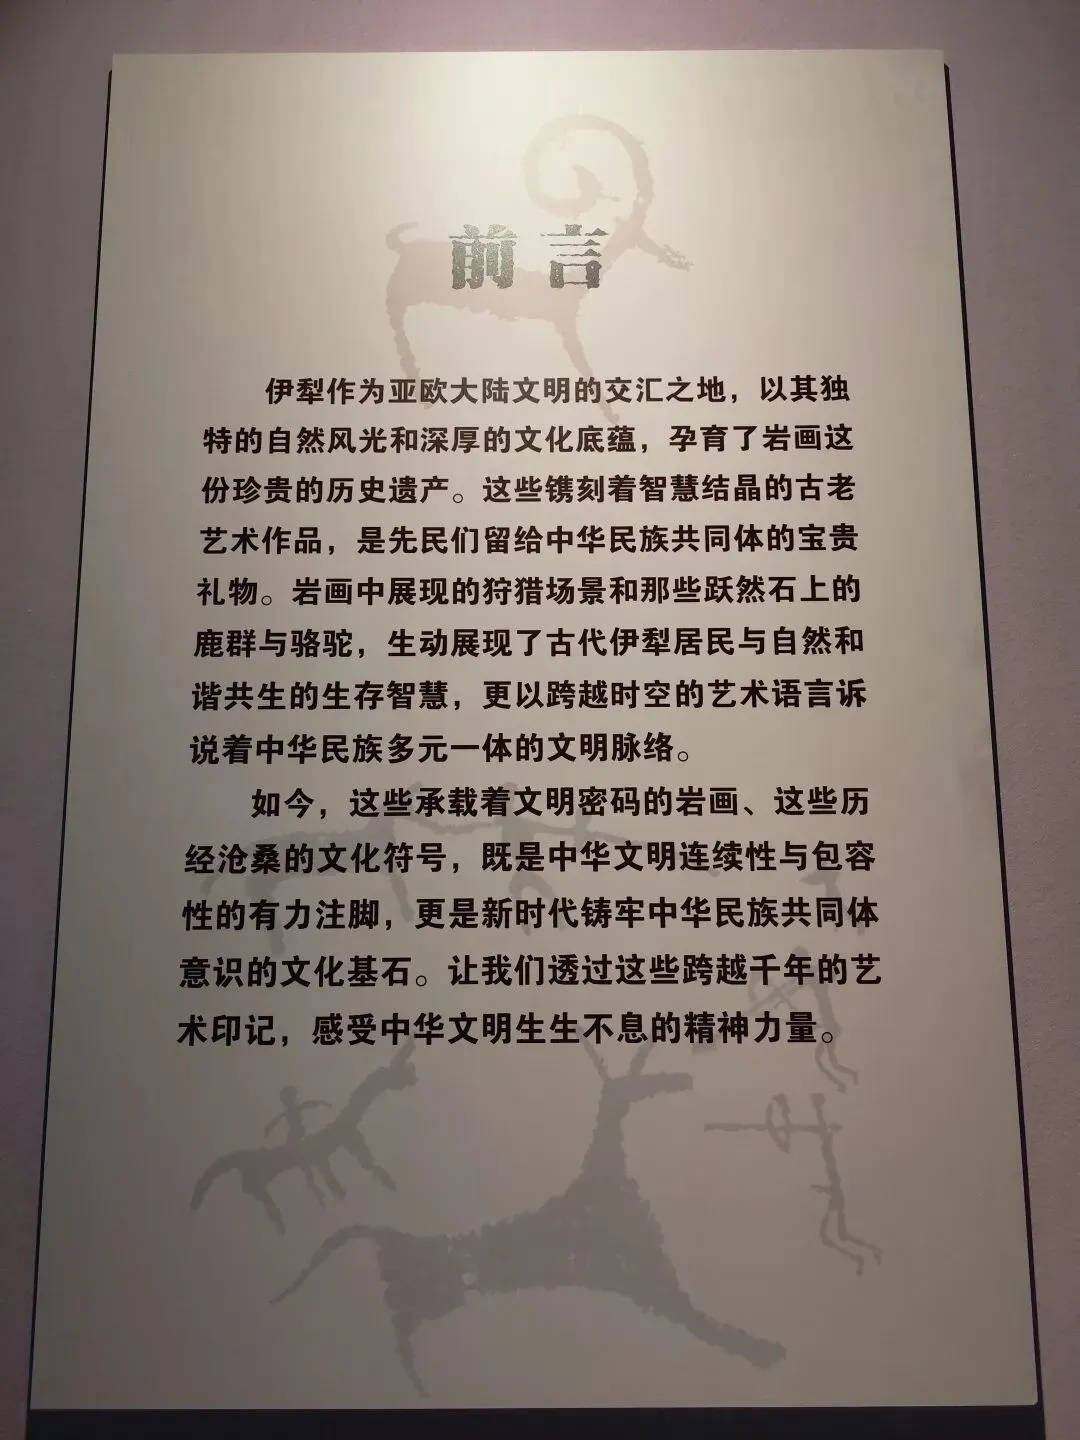 前言
伊犁作为亚欧大陆文明的交汇之地，以其独
特的自然风光和深厚的文化底蕴，孕育了岩画这
份珍贵的历史遗产。这些镌刻着智慧结晶的古老
艺术作品，是先民们留给中华民族共同体的宝贵
礼物。岩画中展现的狩猎场景和那些跃然石上的
鹿群与骆驼，生动展现了古代伊犁居民与自然和
谐共生的生存智慧，更以跨越时空的艺术语言诉
说着中华民族多元一体的文明脉络。
如今，这些承载着文明密码的岩画、这些历
经沧桑的文化符号，既是中华文明连续性与包容
性的有力注脚，更是新时代铸牢中华民族共同体
意识的文化基石。让我们透过这些跨越千年的艺
术印记，感受中华文明生生不息的精神力量。